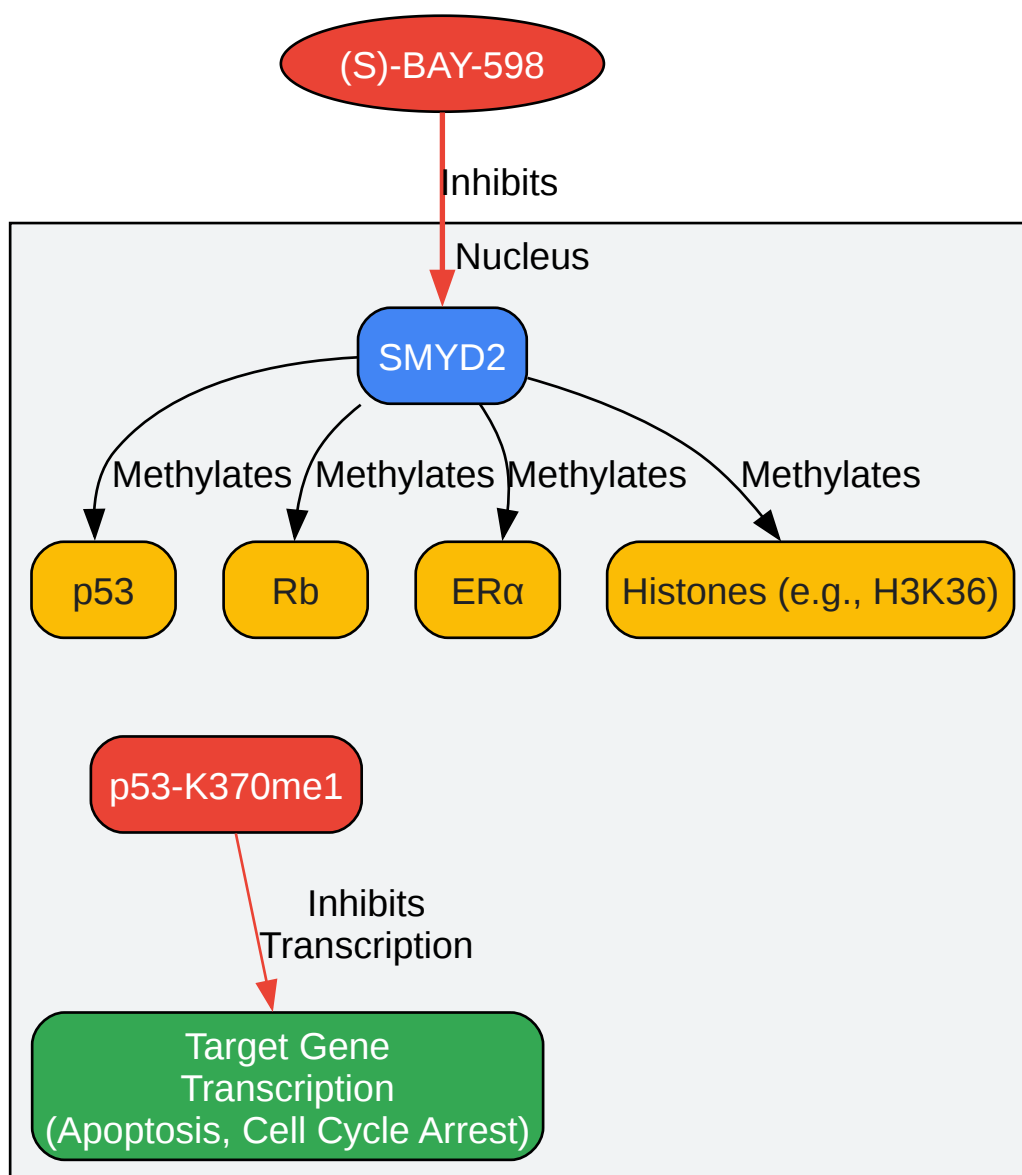 (S)-BAY-598
Inhibits
Nucleus
SMYD2
Methylates
Methylates
Methylates
Methylates
p53
Rb
ERα
Histones (e.g., H3K36)
p53-K370me1
Inhibits
Transcription
Target Gene
Transcription
(Apoptosis, Cell Cycle Arrest)